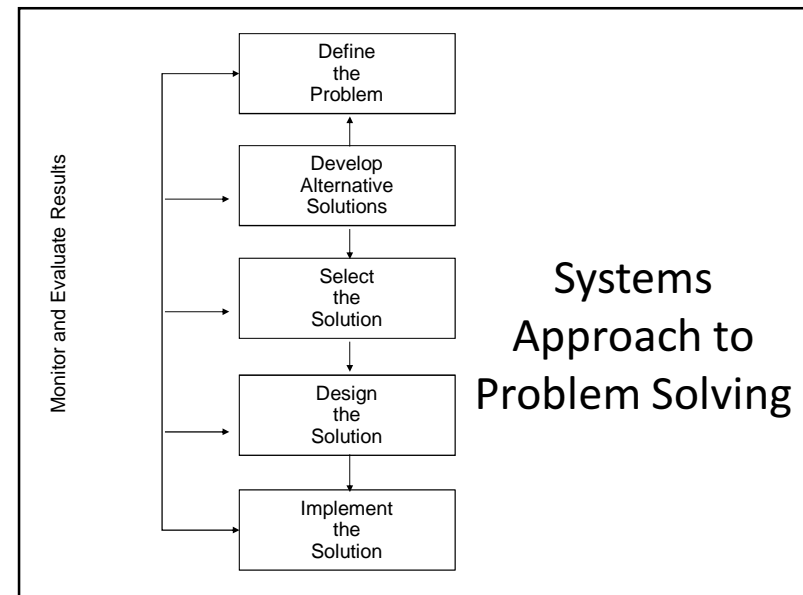 Define
the
Problem
Develop
Alternative
Solutions
Select
the
Solution
Design
the
Solution
Implement
the
Solution
Monitor and Evaluate Results
Systems
Approach to
Problem Solving